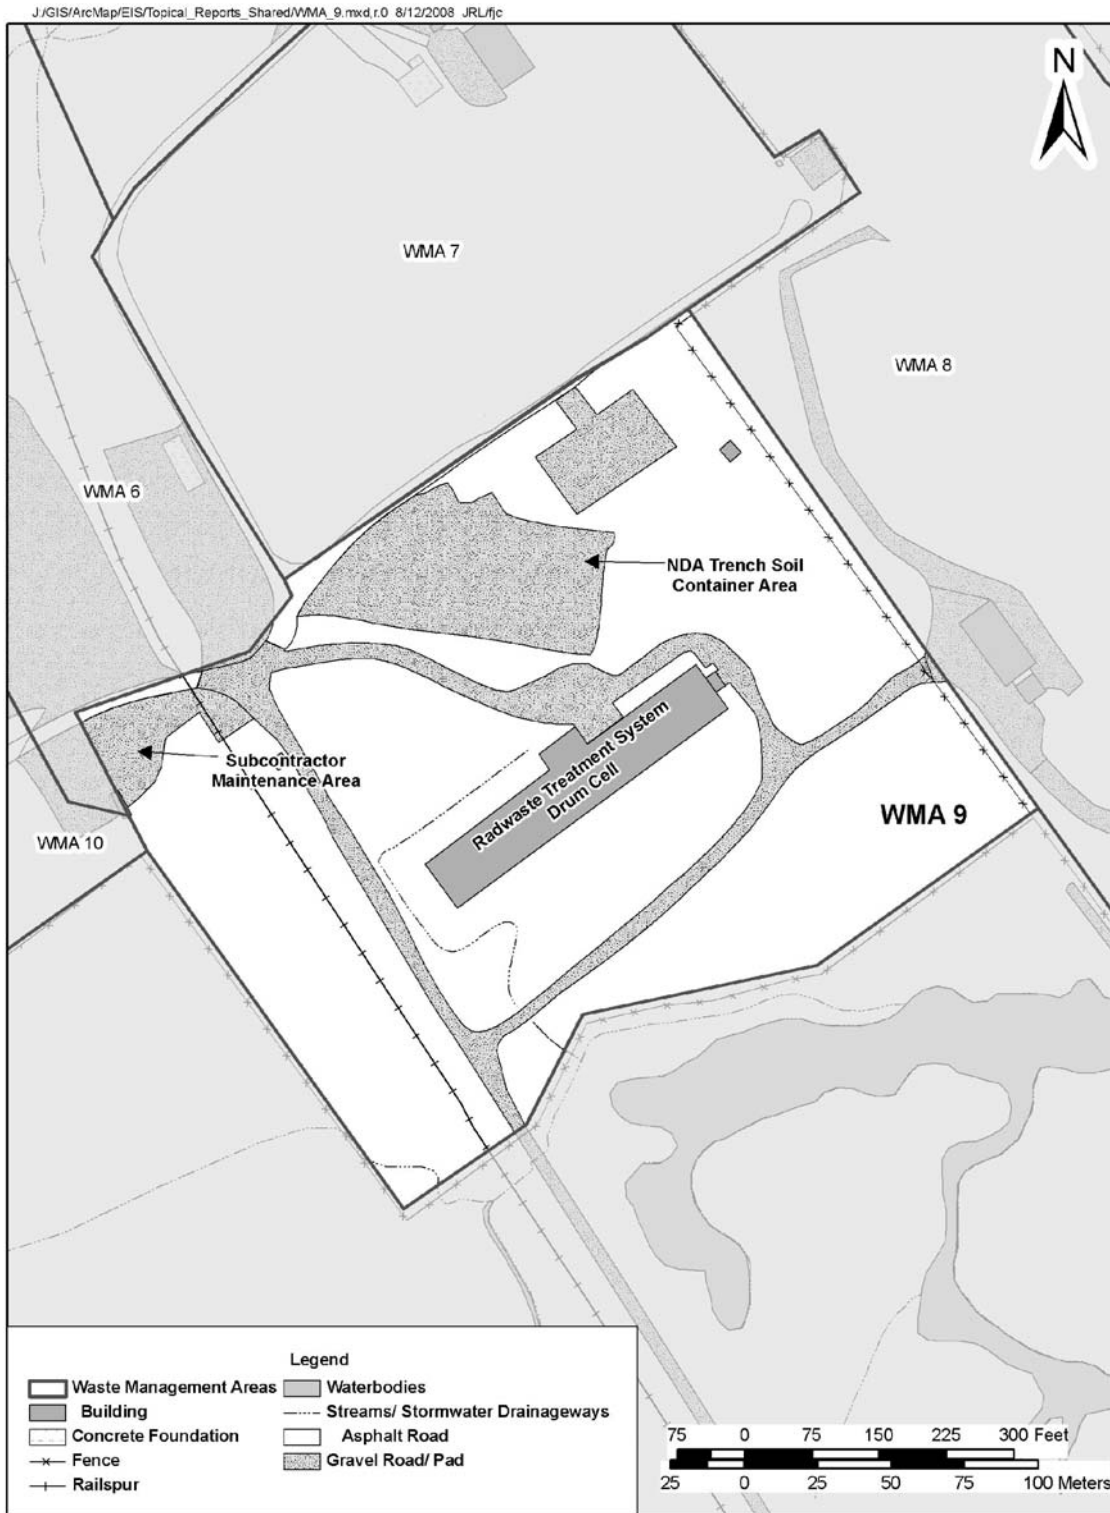 J:/GIS/ArcMap/EIS/Topical_Reports_Shared/WMA_9.mxd,r.0 8/12/2008 JRL/fjc
N
WMA 7
WMA 8
WMA 6
NDA Trench Soil
Container Area
Radwaste Treatment System
Drum Cell
Subcontractor
Maintenance Area
WMA 9
WMA 10
Legend
Waste Management Areas
Building
Concrete Foundation
Fence
Railspur
Waterbodies
Streams/ Stormwater Drainageways
Asphalt Road
Gravel Road/ Pad
75 0 75 150 225 300 Feet
25 0 25 50 75 100 Meters